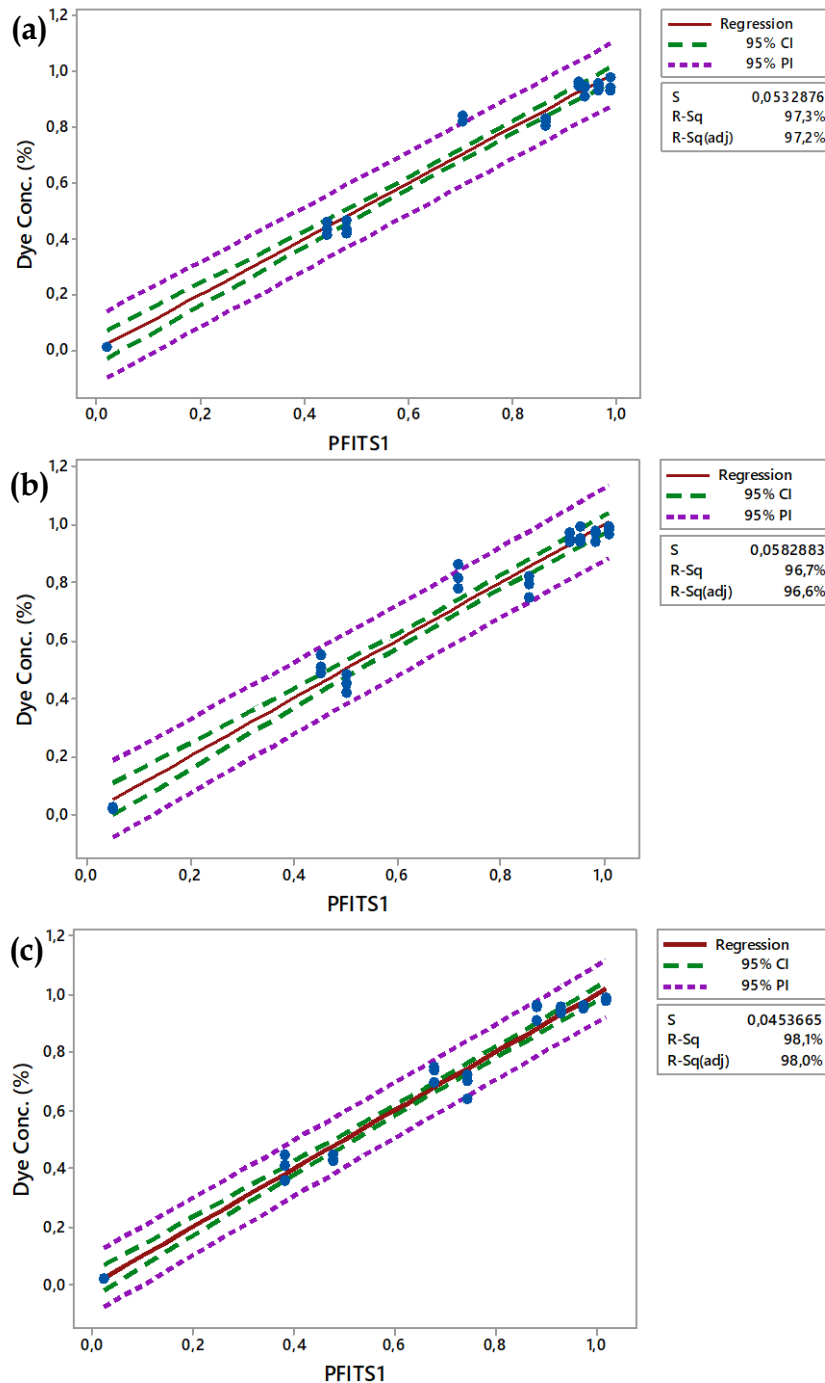 (a)
1,2
1,0
0,8
0,6
0,4
0,2
0,0
Dye Conc. (%)
0,0 0,2 0,4 0,6 0,8 1,0
PFITS1
Regression
95% CI
95% PI
S 0,0532876
R-Sq 97,3%
R-Sq(adj) 97,2%
(b)
1,2
1,0
0,8
0,6
0,4
0,2
0,0
Dye Conc. (%)
0,0 0,2 0,4 0,6 0,8 1,0
PFITS1
Regression
95% CI
95% PI
S 0,0582883
R-Sq 96,7%
R-Sq(adj) 96,6%
(c)
1,2
1,0
0,8
0,6
0,4
0,2
0,0
Dye Conc. (%)
0,0 0,2 0,4 0,6 0,8 1,0
PFITS1
Regression
95% CI
95% PI
S 0,0453665
R-Sq 98,1%
R-Sq(adj) 98,0%